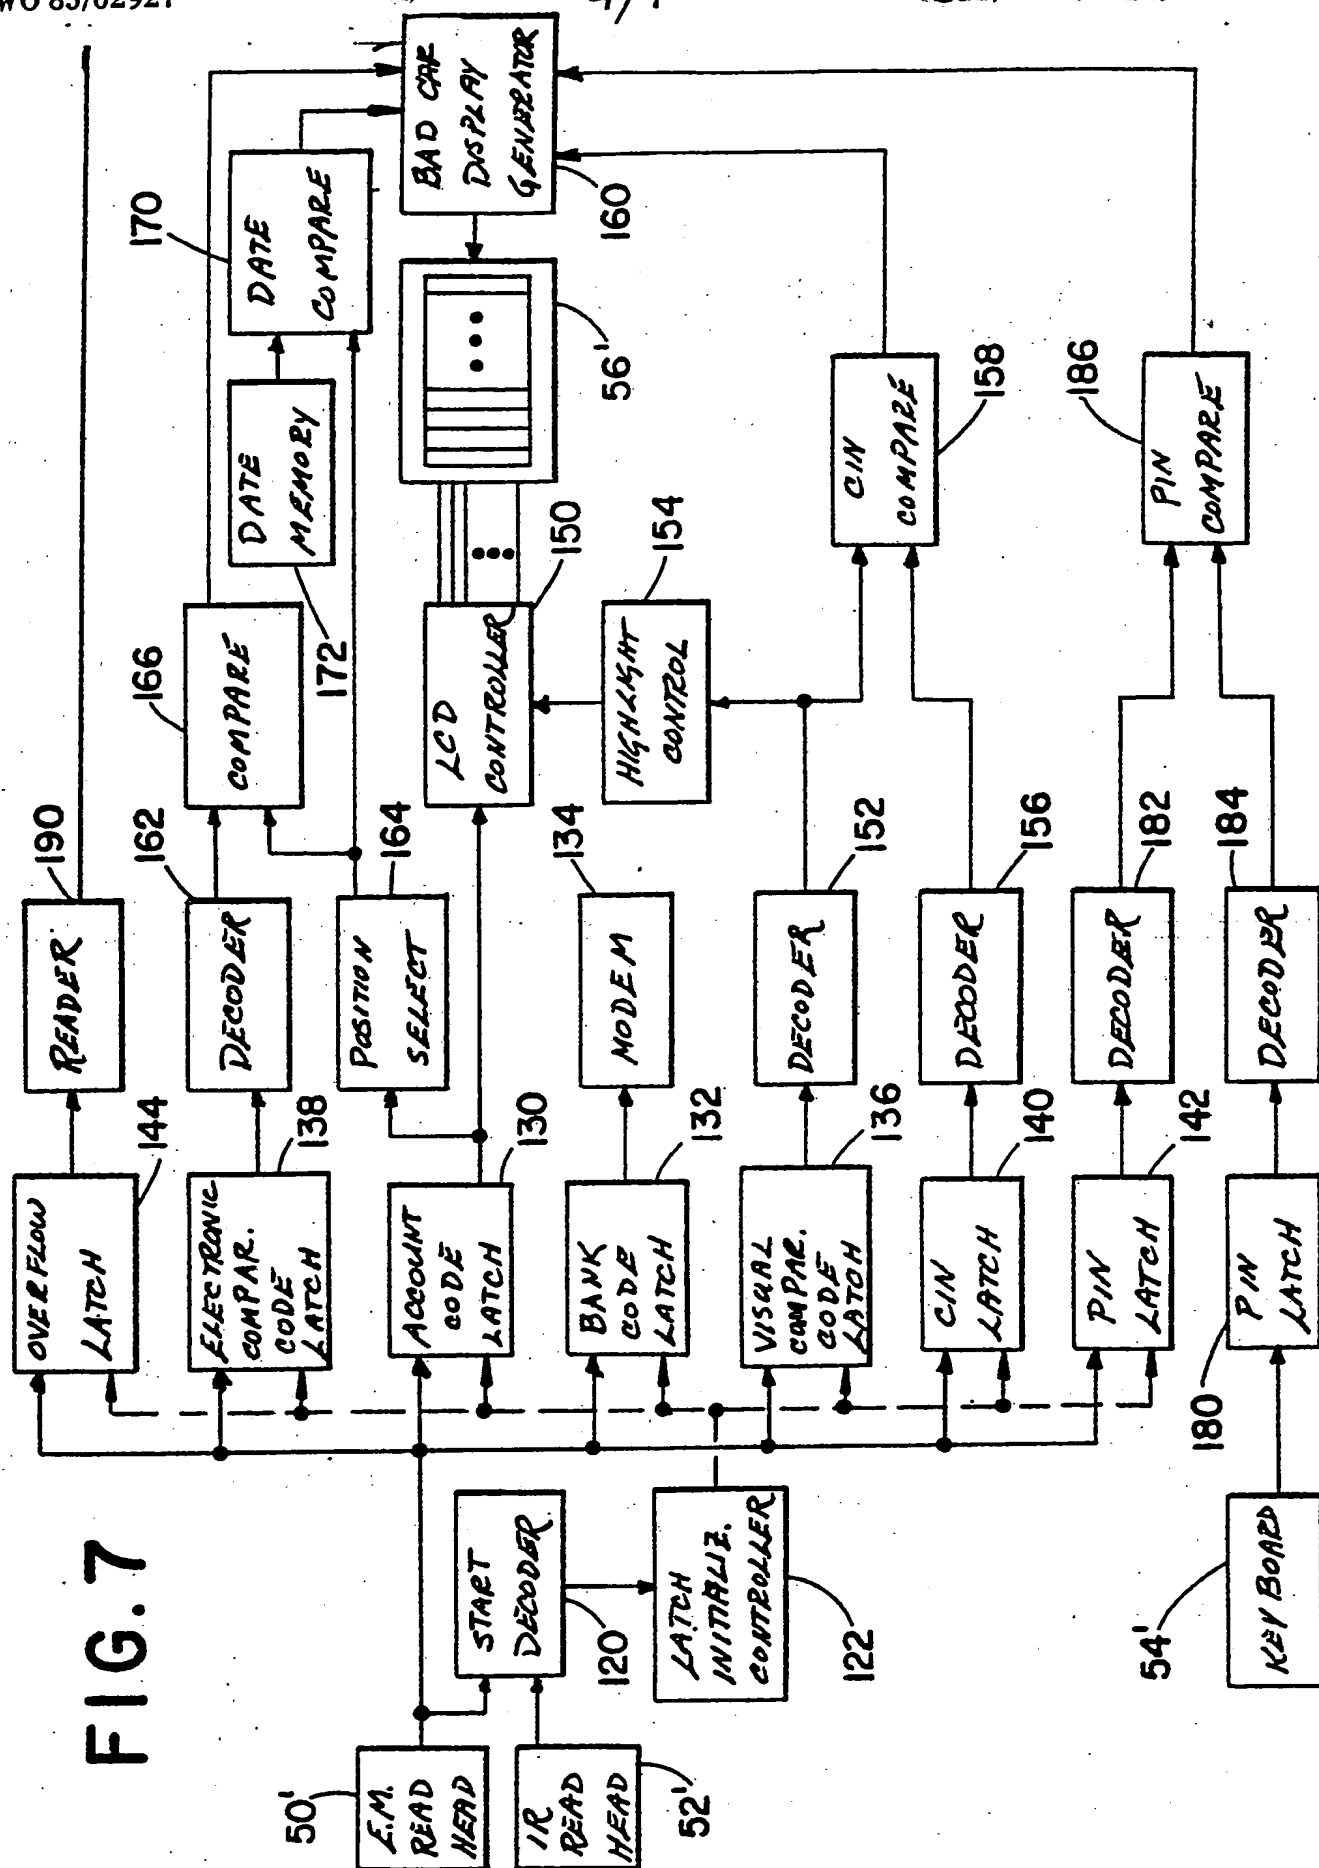 WO 85/02927
4/7
FIG. 7
OVERFLOW
LATCH
144
READER
190
ELECTRONIC
COMPAR.
CODE
LATCH
138
DECODER
162
COMPARE
166
POSITION
SELECT
164
DATE
MEMORY
172
DATE
COMPARE
170
BAD CAR
DISPLAY
GENERATOR
160
56'
ACCOUNT
CODE
LATCH
130
LCD
CONTROLLER
150
HIGHLIGHT
CONTROL
154
BANK
CODE
LATCH
132
MODEM
134
VISUAL
COMPAR.
CODE
LATCH
136
DECODER
152
CIN
LATCH
140
DECODER
156
CIN
COMPARE
158
PIN
LATCH
142
DECODER
182
PIN
COMPARE
186
PIN
LATCH
180
DECODER
184
KEYBOARD
54'
START
DECODER
120
LATCH
INITIALIZ.
CONTROLLER
122
E.M.
READ
HEAD
50'
IR
READ
HEAD
52'